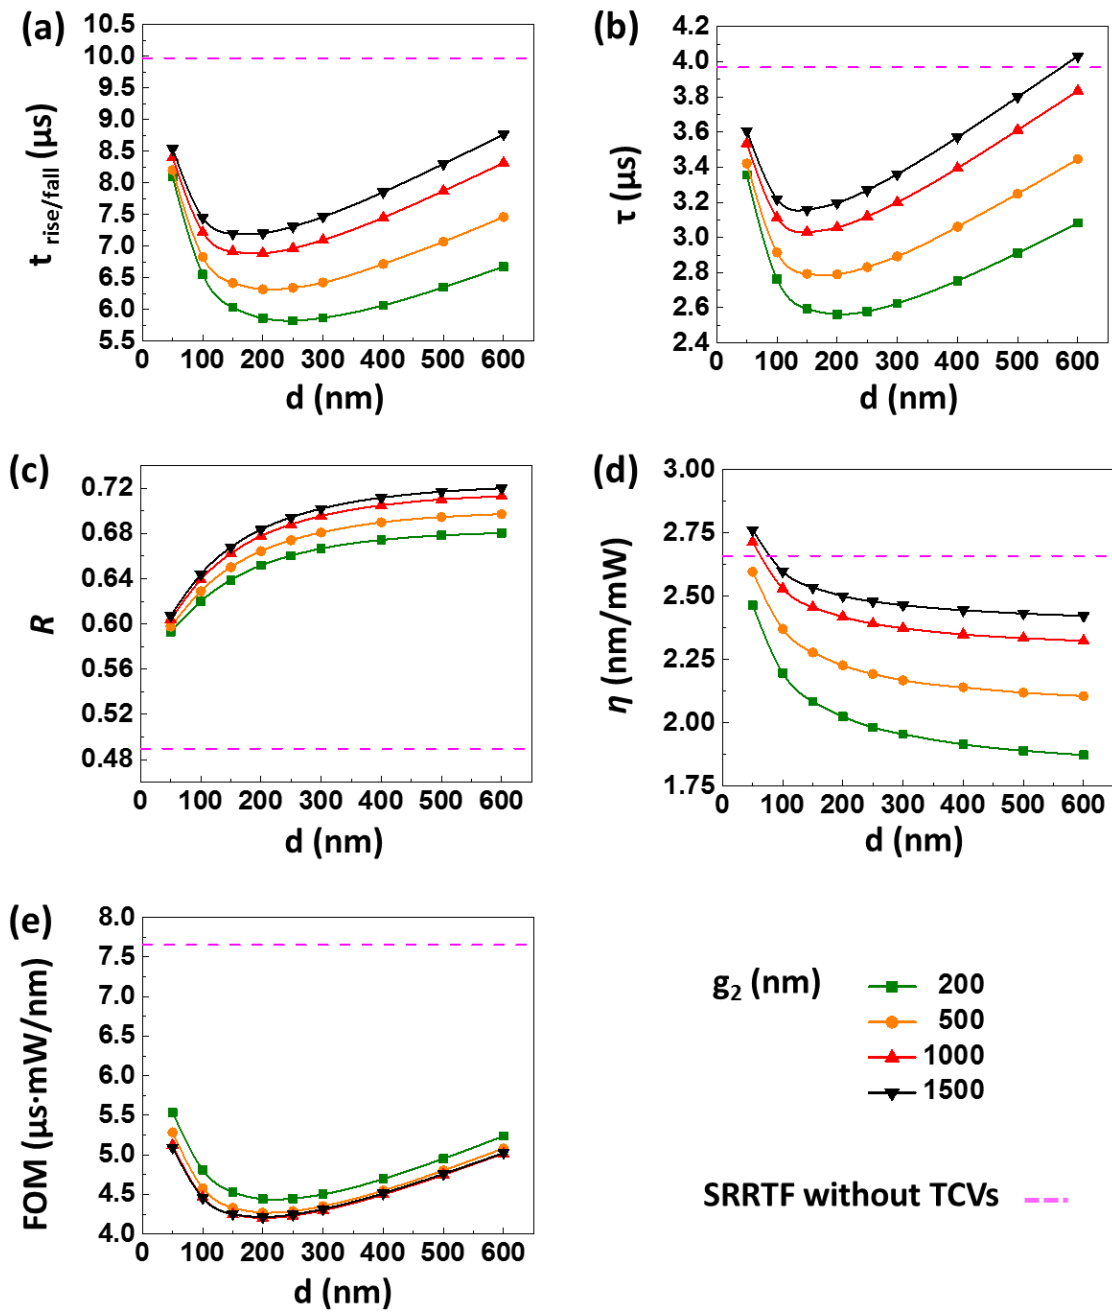 (a)
10.5
10.0
9.5
9.0
8.5
8.0
7.5
7.0
6.5
6.0
5.5
t rise/fall (µs)
0 100 200 300 400 500 600
d (nm)
(b)
4.2
4.0
3.8
3.6
3.4
3.2
3.0
2.8
2.6
2.4
τ (µs)
0 100 200 300 400 500 600
d (nm)
(c)
0.72
0.68
0.64
0.60
0.56
0.52
0.48
R
0 100 200 300 400 500 600
d (nm)
(d)
3.00
2.75
2.50
2.25
2.00
1.75
η (nm/mW)
0 100 200 300 400 500 600
d (nm)
(e)
8.0
7.5
7.0
6.5
6.0
5.5
5.0
4.5
4.0
FOM (µs·mW/nm)
0 100 200 300 400 500 600
d (nm)
g₂ (nm)
200
500
1000
1500
SRRTF without TCVs